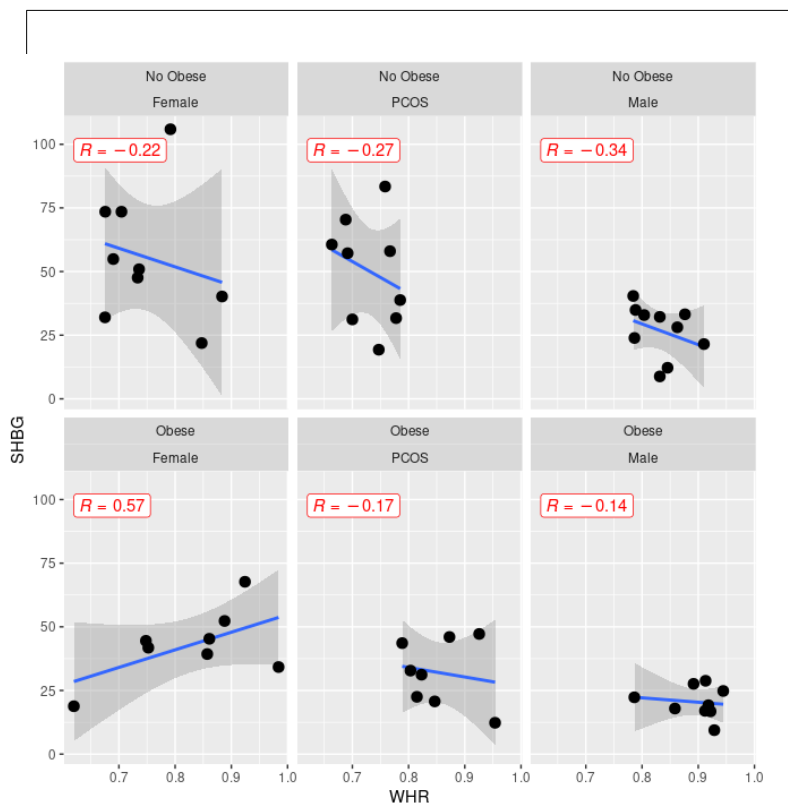 No Obese No Obese No Obese
Female PCOS Male
R = −0.22 R = −0.27 R = −0.34
100
75
50
25
0
SHBG
Obese Obese Obese
Female PCOS Male
R = 0.57 R = −0.17 R = −0.14
100
75
50
25
0
0.7 0.8 0.9 1.0 0.7 0.8 0.9 1.0 0.7 0.8 0.9 1.0
WHR